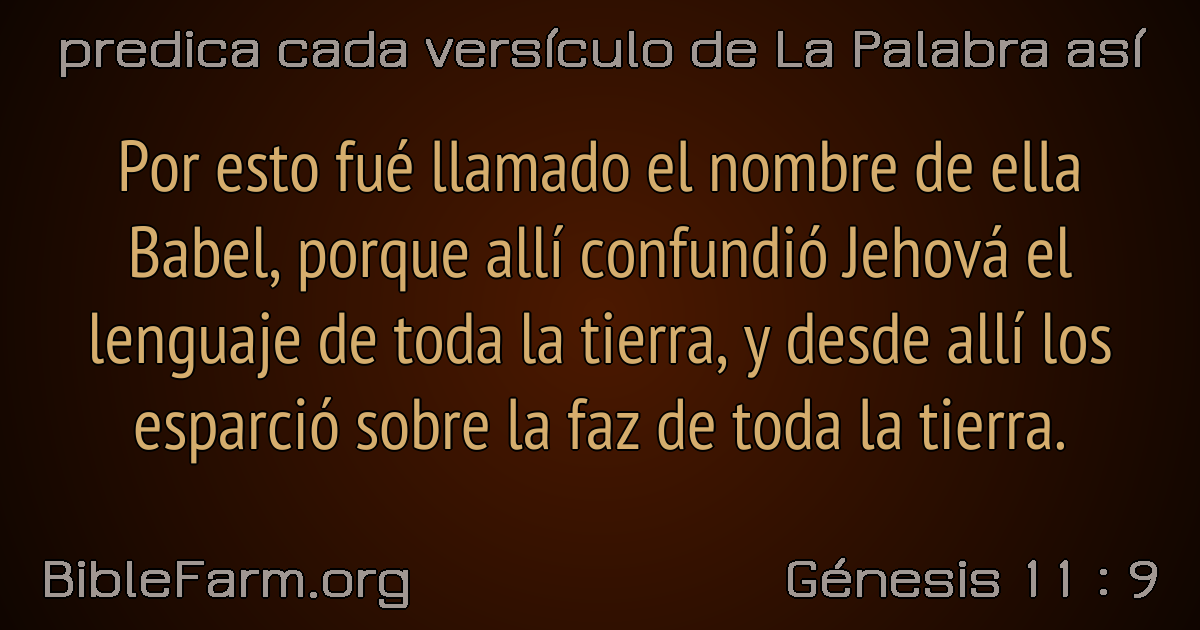 predica cada versículo de La Palabra así
Por esto fué llamado el nombre de ella
Babel, porque allí confundió Jehová el
lenguaje de toda la tierra, y desde allí los
esparció sobre la faz de toda la tierra.
BibleFarm.org
Génesis 11 : 9